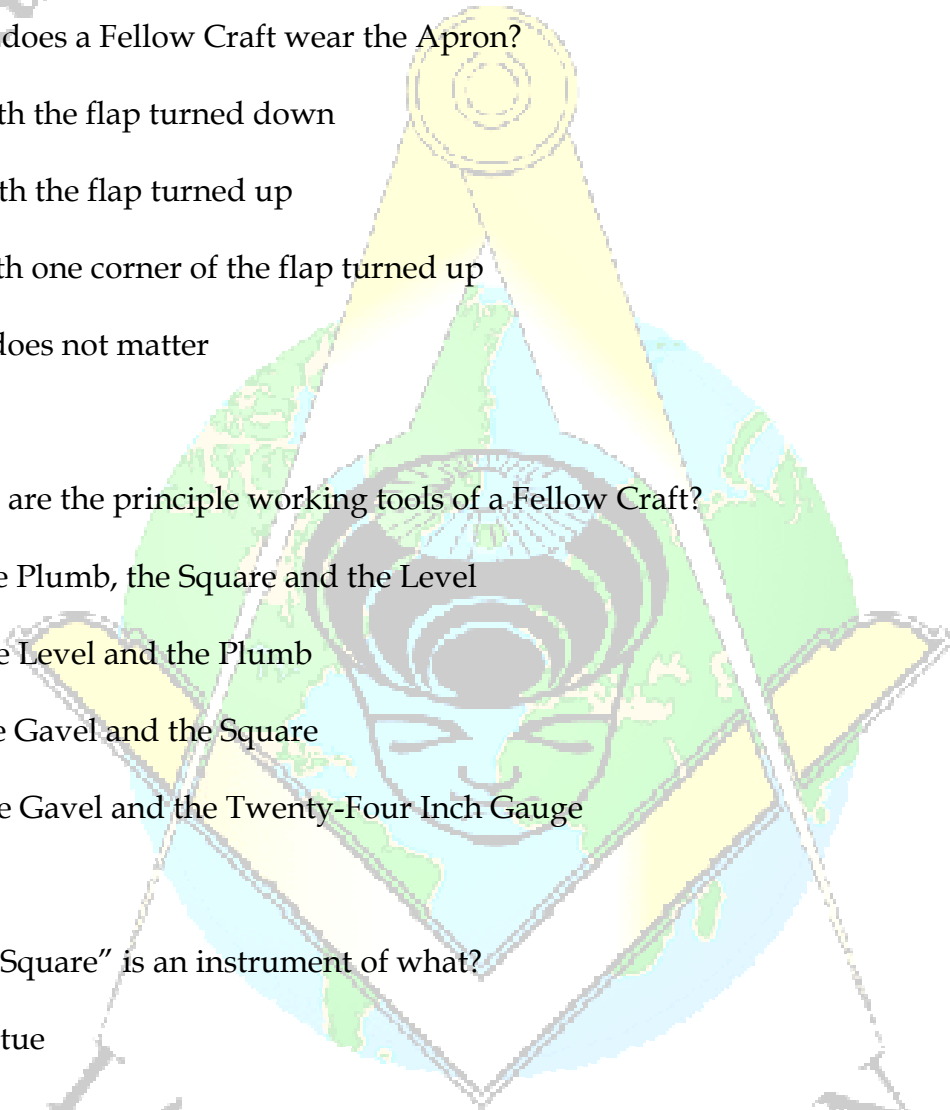 does a Fellow Craft wear the Apron?
th the flap turned down
th the flap turned up
th one corner of the flap turned up
does not matter
are the principle working tools of a Fellow Craft?
e Plumb, the Square and the Level
e Level and the Plumb
e Gavel and the Square
e Gavel and the Twenty-Four Inch Gauge
Square” is an instrument of what?
tue